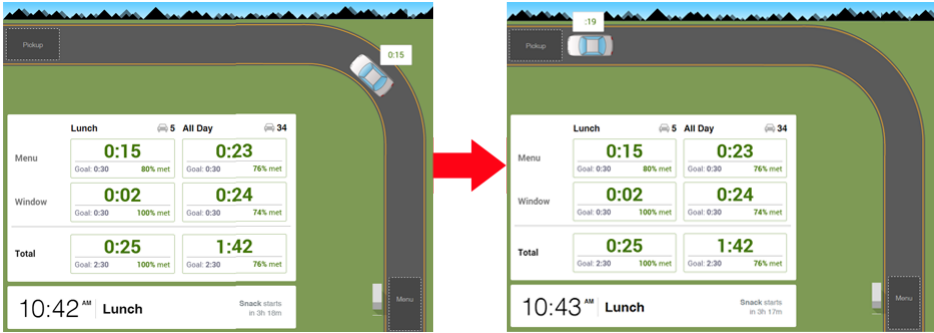 Pickup
0:15
Lunch 5 All Day 34
Menu 0:15 0:23
Goal: 0:30 80% met Goal: 0:30 76% met
Window 0:02 0:24
Goal: 0:30 100% met Goal: 0:30 74% met
Total 0:25 1:42
Goal: 2:30 100% met Goal: 2:30 76% met
10:42 AM Lunch Snack starts
in 3h 18m
Menu
:19
Pickup
Lunch 5 All Day 34
Menu 0:15 0:23
Goal: 0:30 80% met Goal: 0:30 76% met
Window 0:02 0:24
Goal: 0:30 100% met Goal: 0:30 74% met
Total 0:25 1:42
Goal: 2:30 100% met Goal: 2:30 76% met
10:43 AM Lunch Snack starts
in 3h 17m
Menu